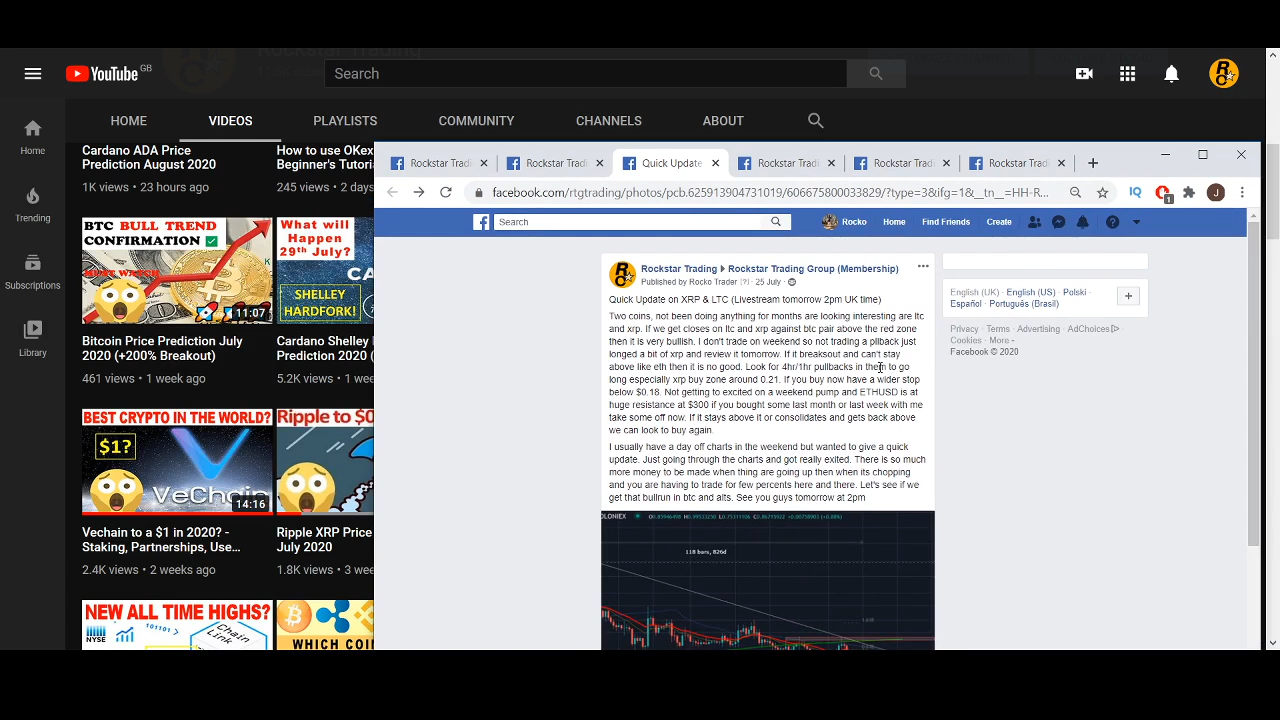 YouTube GB
Search
HOME
VIDEOS
PLAYLISTS
COMMUNITY
CHANNELS
ABOUT
Home
Trending
Subscriptions
Library
Cardano ADA Price
Prediction August 2020
1K views • 23 hours ago
How to use OKex
Beginner's Tutoria
245 views • 2 days
BTC BULL TREND
CONFIRMATION
MUST WATCH
11:07
Bitcoin Price Prediction July
2020 (+200% Breakout)
461 views • 1 week ago
What will
Happen
29th July?
CA
SHELLEY
HARDFORK!
Cardano Shelle
5.2K views • 1 w
BEST CRYPTO IN THE WORLD?
$1?
VeChain
14:16
Vechain to a $1 in 2020? -
Staking, Partnerships, Use...
2.4K views • 2 weeks ago
Ripple to $0
Ripple XRP Price
July 2020
1.8K views • 3 wee
NEW ALL TIME HIGHS?
NYSE
Chain
Link
WHICH COI
Rockstar Tradi
Rockstar Tradi
Quick Update
Rockstar Tradi
Rockstar Tradi
Rockstar Tradi
facebook.com/rtgtrading/photos/pcb.625913994731019/606675800033829/?type=3&ifg=1&__tn__=HH-R...
IQ
1
J
Search
Rocko
Home
Find Friends
Create
Rockstar Trading Rockstar Trading Group (Membership)
Published by Rocko Trader [?] · 25 July ·
Quick Update on XRP & LTC (Livestream tomorrow 2pm UK time)
Two coins, not been doing anything for months are looking interesting are ltc
and xrp. If we get closes on ltc and xrp against btc pair above the red zone
then it is very bullish. I don't trade on weekend so not trading a pllback just
longed a bit of xrp and review it tomorrow. If it breaksout and can't stay
above like eth then it is no good. Look for 4hr/1hr pullbacks in them to go
long especially xrp buy zone around 0.21. If you buy now have a wider stop
below $0.18. Not getting to excited on a weekend pump and ETHUSD is at
huge resistance at $300 if you bought some last month or last week with me
take some off now. If it stays above it or consolidates and gets back above
we can look to buy again.
I usually have a day off charts in the weekend but wanted to give a quick
update. Just going through the charts and got really exited. There is so much
more money to be made when thing are going up then when its chopping
and you are having to trade for few percents here and there. Let's see if we
get that bullrun in btc and alts. See you guys tomorrow at 2pm
OLONIEX
118 bars, 826d
English (UK) · English (US) · Polski ·
Español · Português (Brasil)
Privacy · Terms · Advertising · AdChoices
Cookies · More
Facebook © 2020